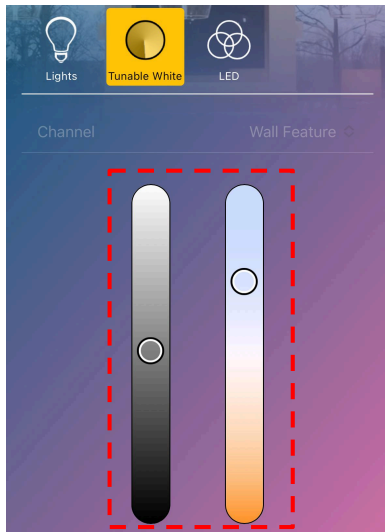 Lights
Tunable White
LED
Channel
Wall Feature